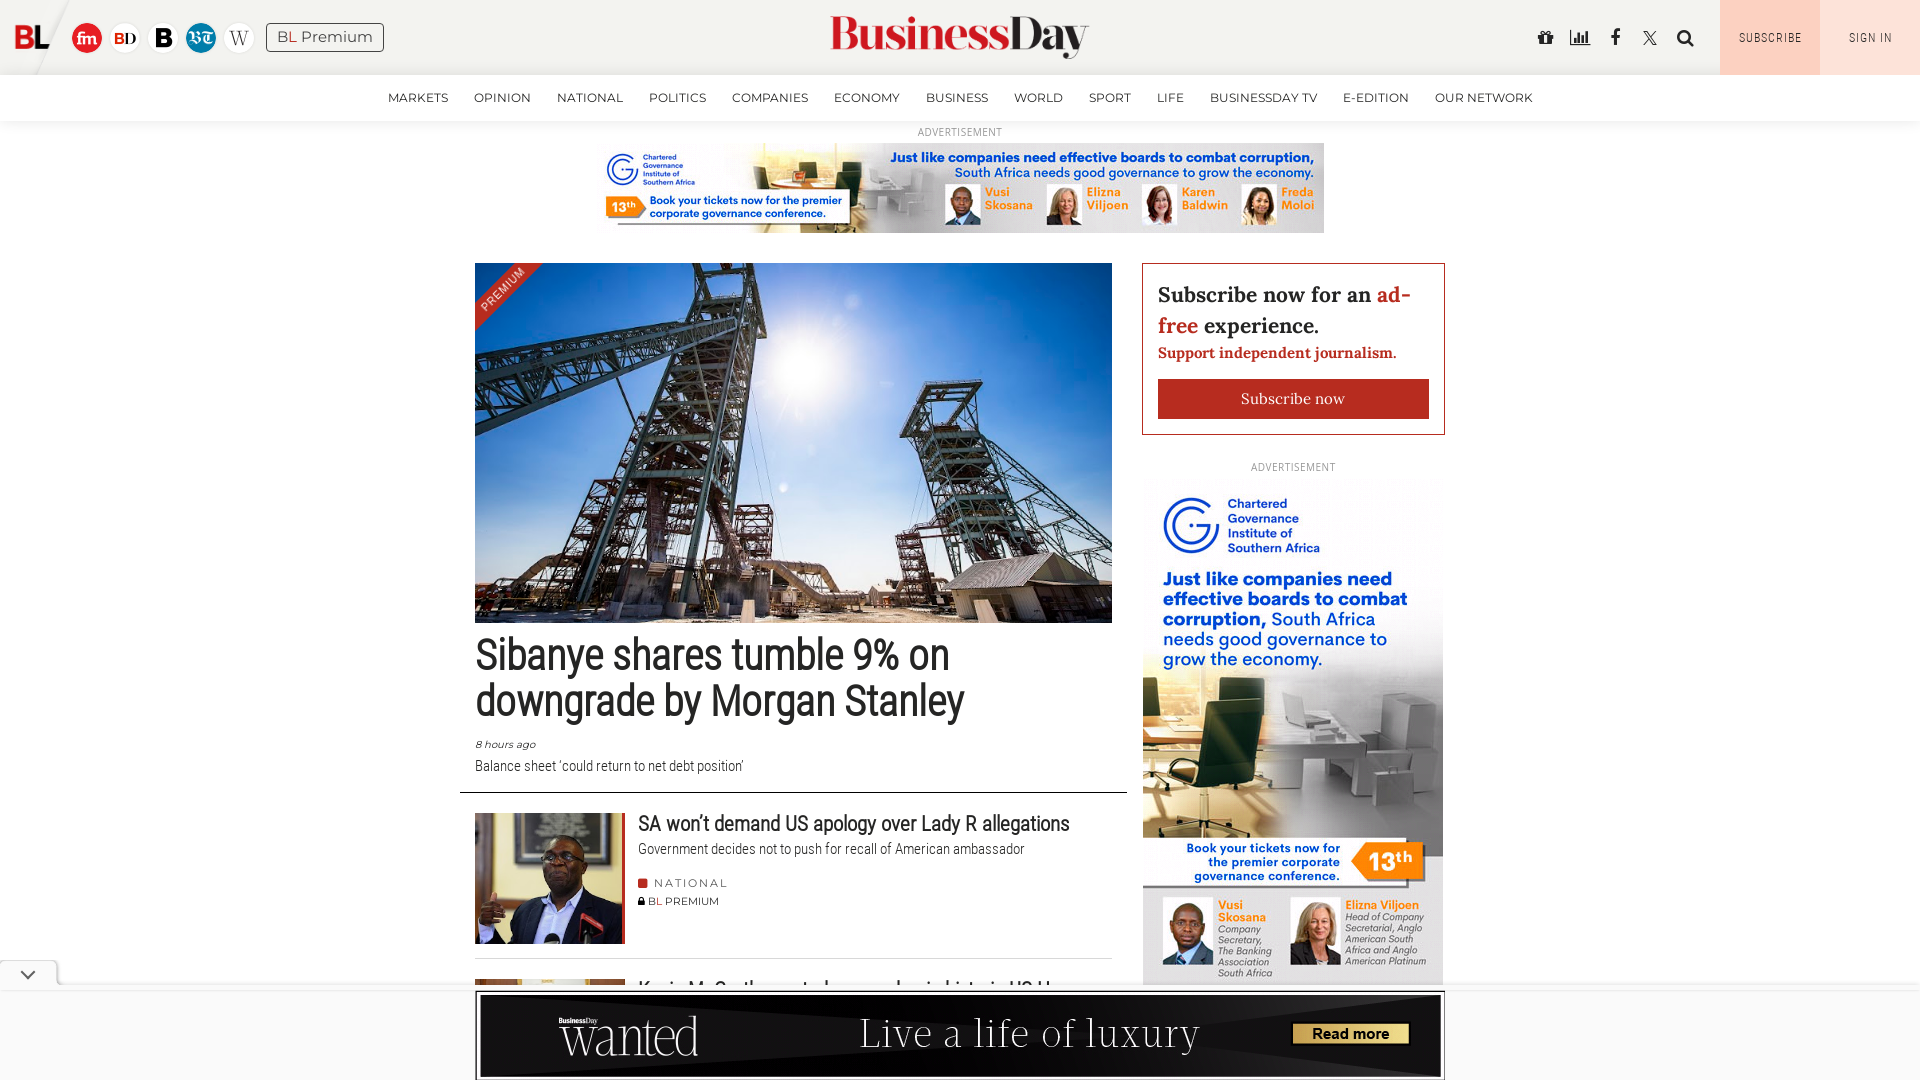 BL
fm
BD
B
BT
W
BL Premium
BusinessDay
SUBSCRIBE
SIGN IN
MARKETS
OPINION
NATIONAL
POLITICS
COMPANIES
ECONOMY
BUSINESS
WORLD
SPORT
LIFE
BUSINESSDAY TV
E-EDITION
OUR NETWORK
ADVERTISEMENT
Chartered
Governance
Institute of
Southern Africa
13th
Book your tickets now for the premier
corporate governance conference.
Just like companies need effective boards to combat corruption,
South Africa needs good governance to grow the economy.
Vusi
Skosana
Elizna
Viljoen
Karen
Baldwin
Freda
Moloi
PREMIUM
Sibanye shares tumble 9% on
downgrade by Morgan Stanley
8 hours ago
Balance sheet ‘could return to net debt position’
SA won’t demand US apology over Lady R allegations
Government decides not to push for recall of American ambassador
NATIONAL
BL PREMIUM
Subscribe now for an ad-
free experience.
Support independent journalism.
Subscribe now
ADVERTISEMENT
Chartered
Governance
Institute of
Southern Africa
Just like companies need
effective boards to combat
corruption, South Africa
needs good governance to
grow the economy.
Book your tickets now for
the premier corporate
governance conference.
13th
Vusi
Skosana
Company
Secretary,
The Banking
Association
South Africa
Elizna Viljoen
Head of Company
Secretarial, Anglo
American South
Africa and Anglo
American Platinum
BusinessDay
wanted
Live a life of luxury
Read more